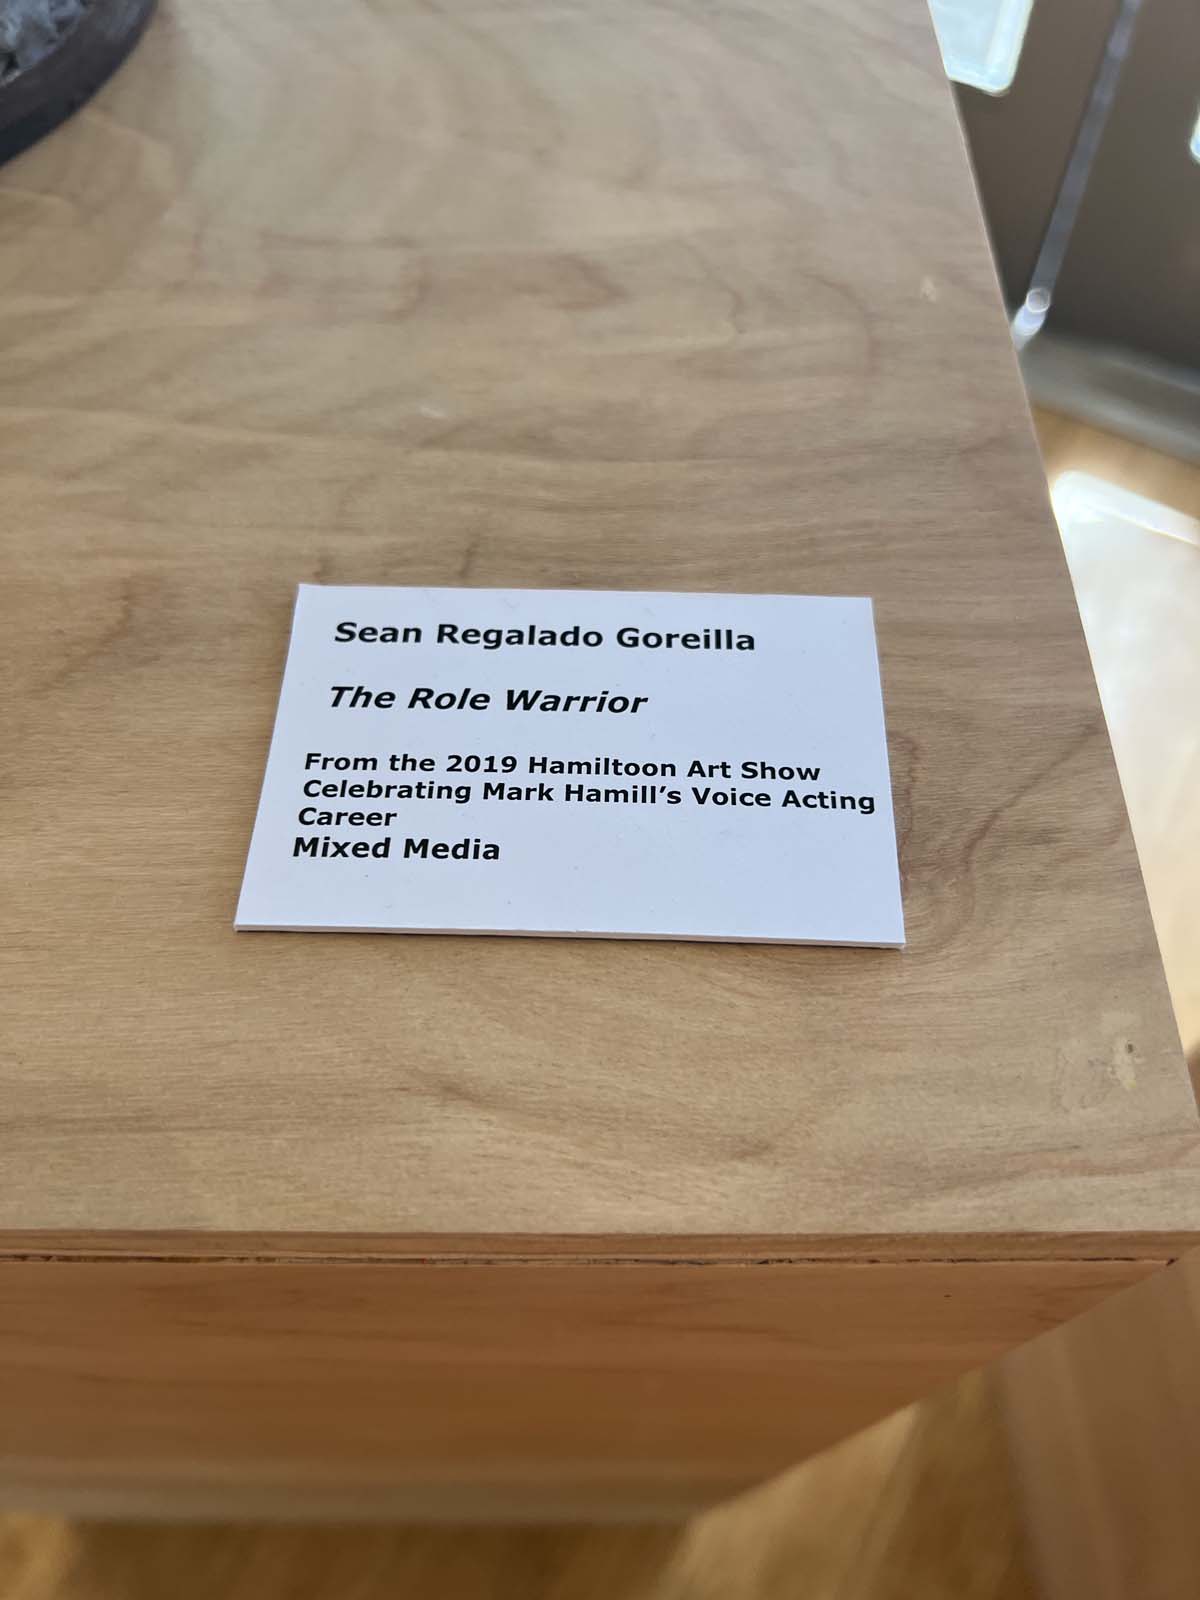 Sean Regalado Goreilla
The Role Warrior
From the 2019 Hamiltoon Art Show
Celebrating Mark Hamill’s Voice Acting
Career
Mixed Media